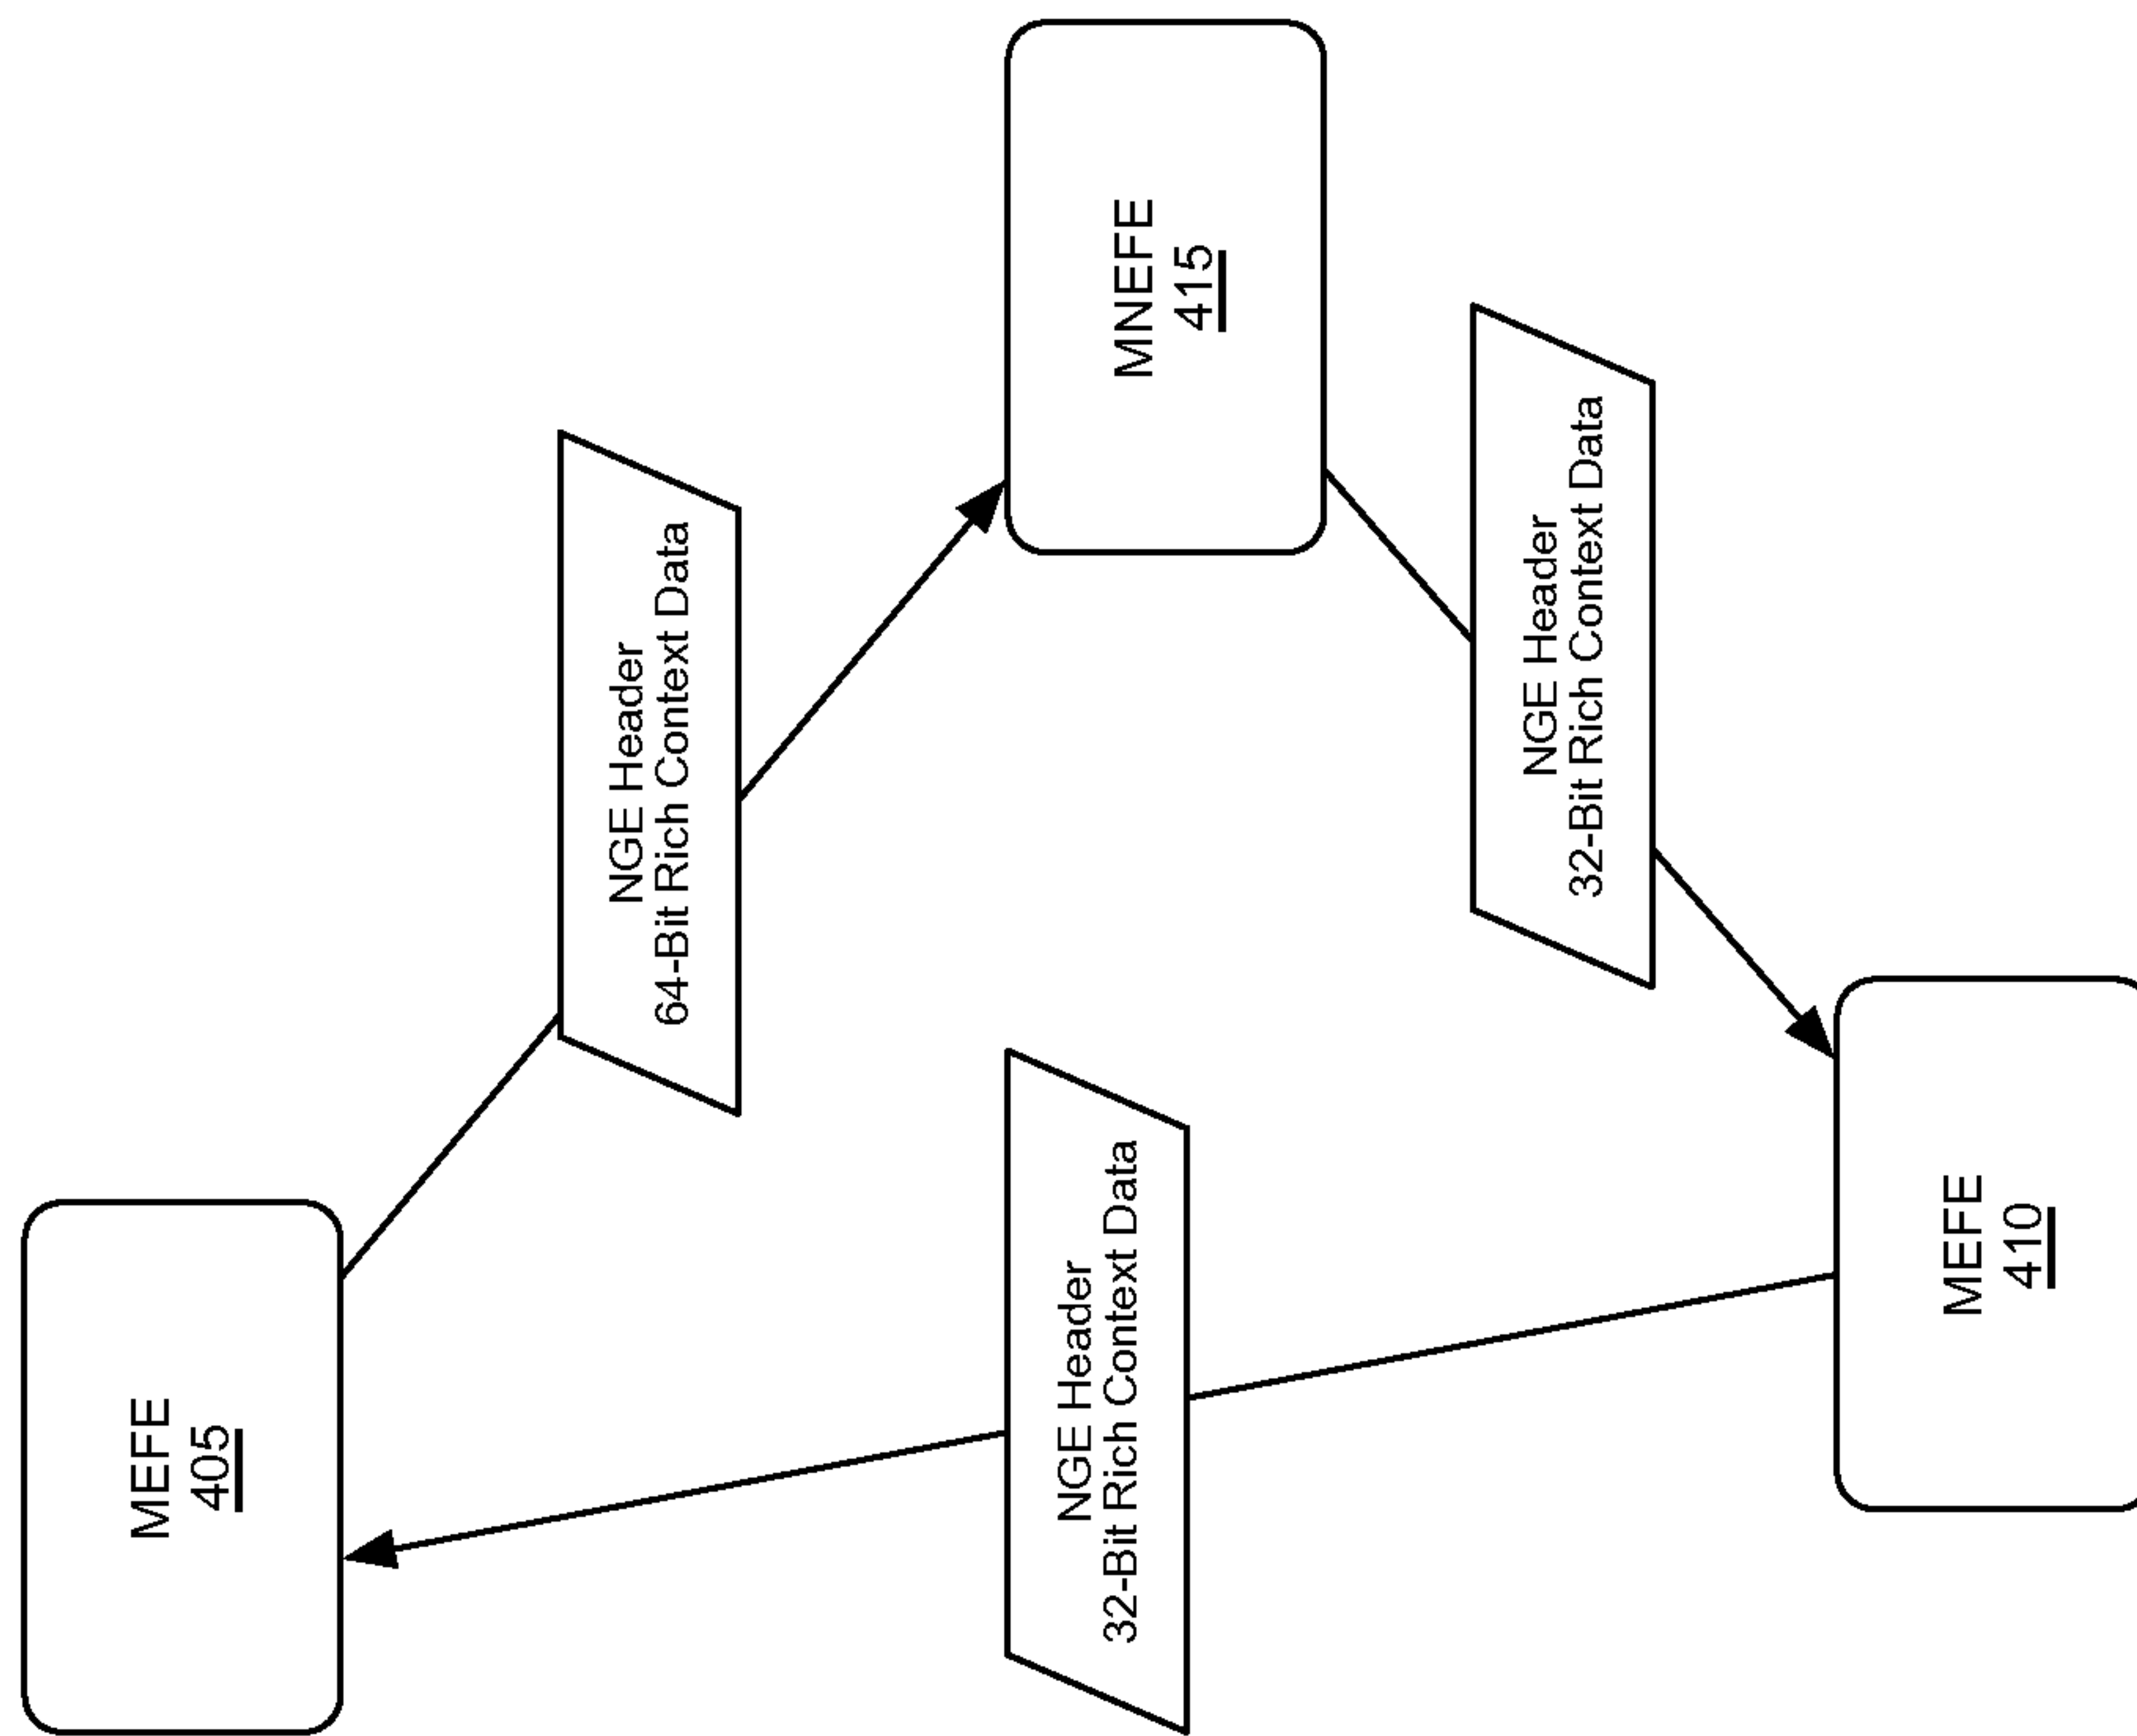 MNEFE
415
NGE Header
64-Bit Rich Context Data
NGE Header
32-Bit Rich Context Data
MEFE
405
NGE Header
32-Bit Rich Context Data
MEFE
410